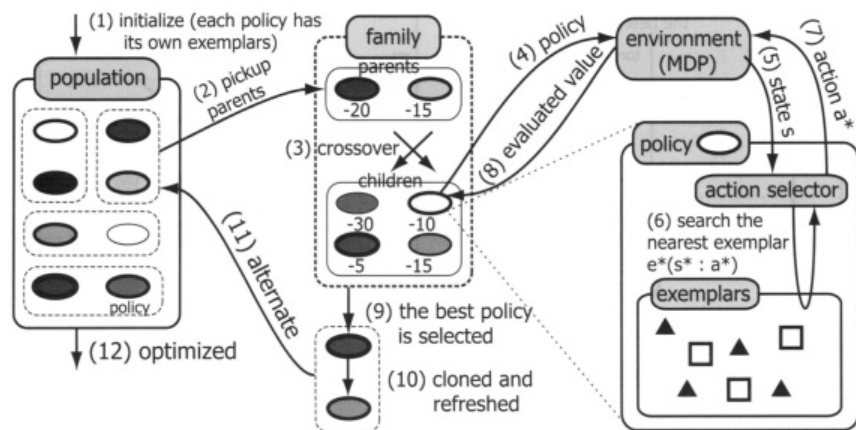 (1) initialize (each policy has
its own exemplars)
population
(2) pickup
parents
policy
(12) optimized
family
parents
-20 -15
(3) crossover
children
-30 -10
-5 -15
(11) alternate
(9) the best policy
is selected
(10) cloned and
refreshed
(4) policy
(8) evaluated value
environment
(MDP)
(5) state s
(7) action a*
policy
action selector
(6) search the
nearest exemplar
e*(s* : a*)
exemplars